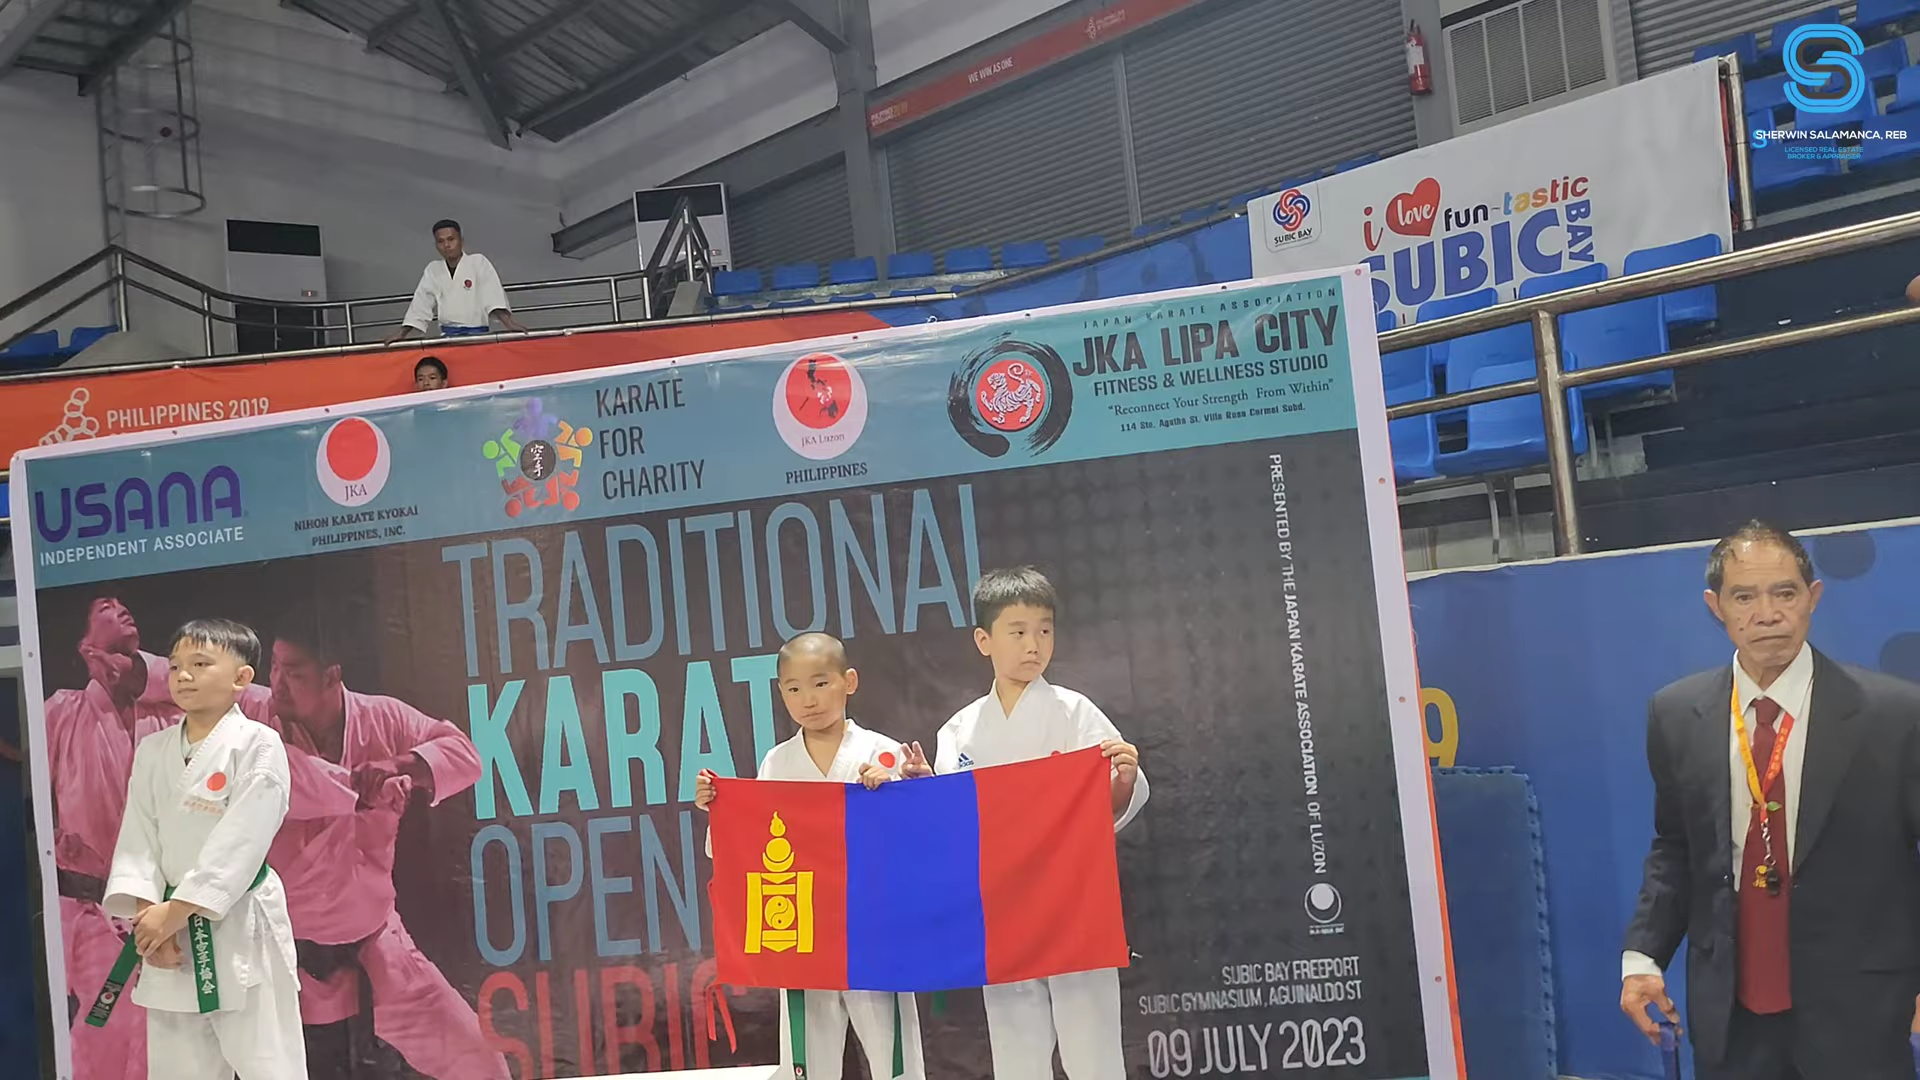 WE WIN AS ONE
SHERWIN SALAMANCA, REB
LICENSED REAL ESTATE
BROKER & APPRAISER
SUBIC BAY
i love fun-tastic
SUBIC BAY
PHILIPPINES 2019
USANA
INDEPENDENT ASSOCIATE
JKA
NIHON KARATE KYOKAI
PHILIPPINES, INC.
KARATE
FOR
CHARITY
JKA Luzon
PHILIPPINES
JAPAN KARATE ASSOCIATION
JKA LIPA CITY
FITNESS & WELLNESS STUDIO
"Reconnect Your Strength From Within"
114 Sta. Agatha St. Villa Rosa Carmel Subd.
TRADITIONAL
KARAT
OPEN
SUBIC
PRESENTED BY THE JAPAN KARATE ASSOCIATION OF LUZON
adidas
SUBIC BAY FREEPORT
SUBIC GYMNASIUM, AGUINALDO ST
09 JULY 2023
9